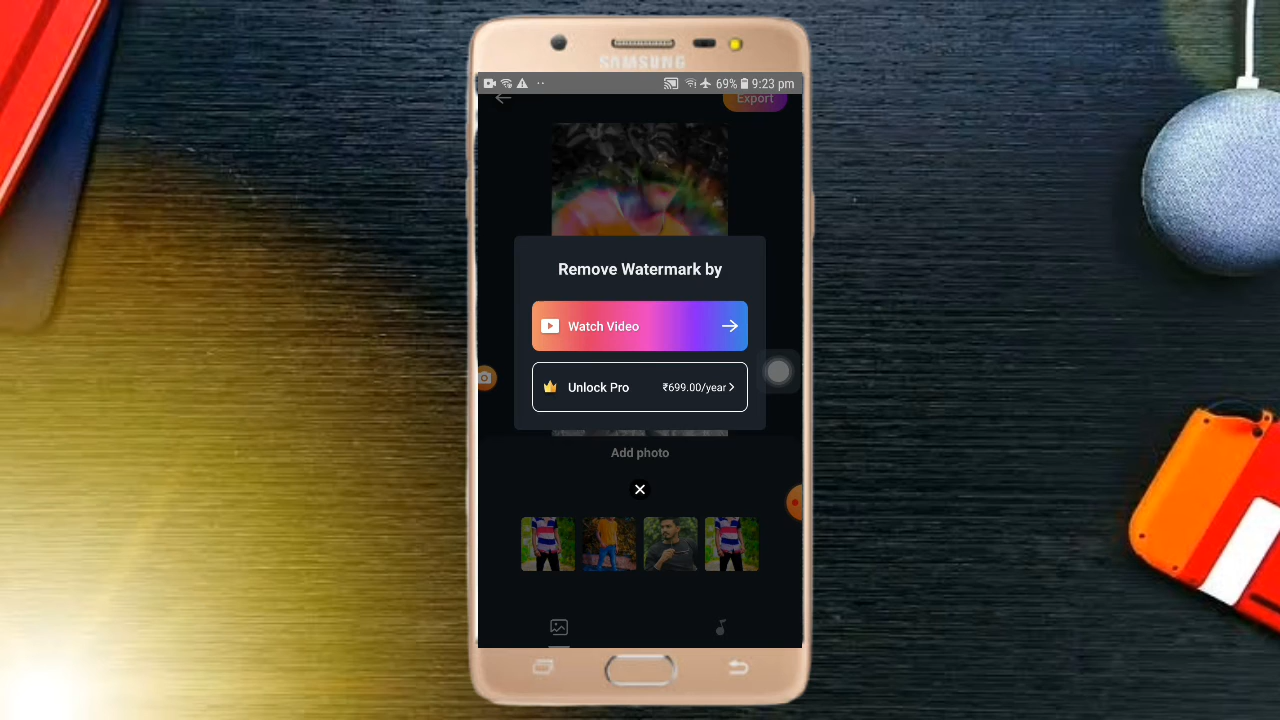 SAMSUNG
69% 9:23 pm
Export
Remove Watermark by
Watch Video
Unlock Pro ₹699.00/year
Add photo